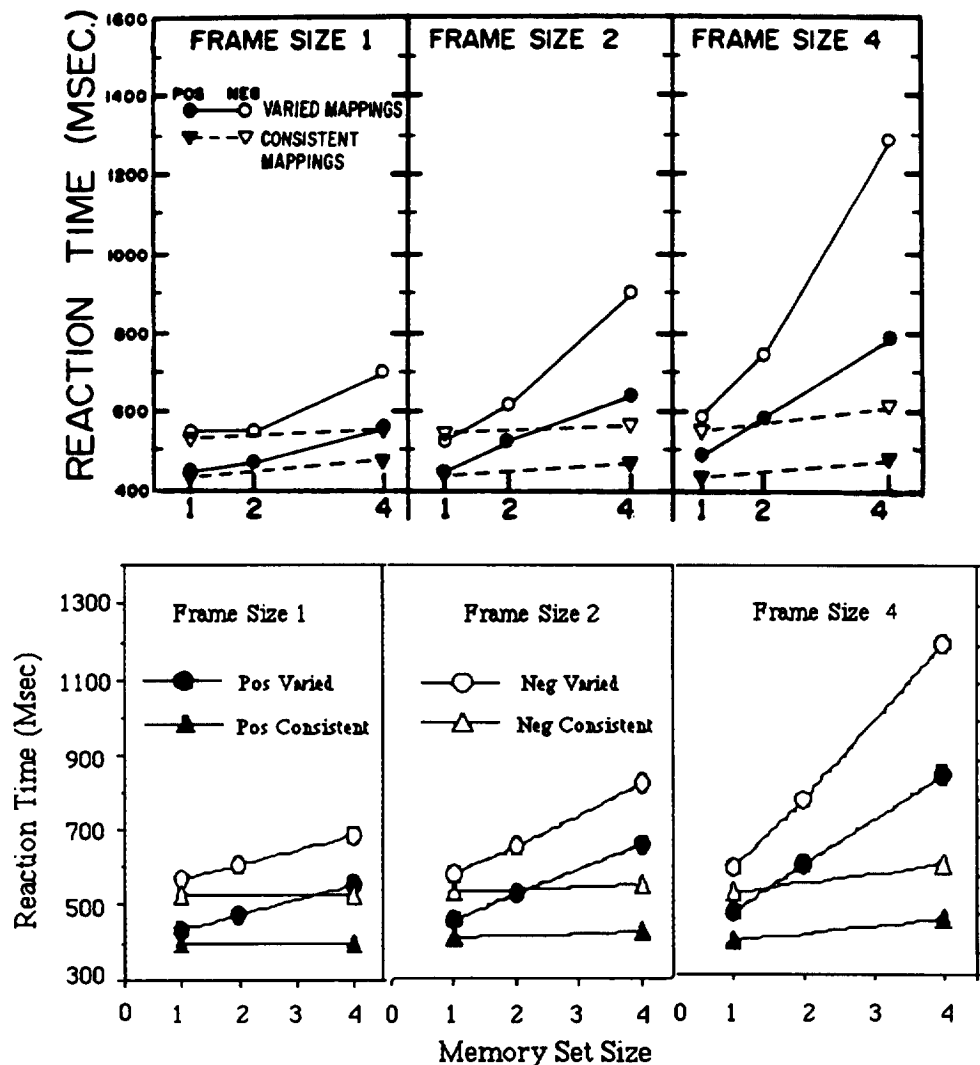 FRAME SIZE 1
FRAME SIZE 2
FRAME SIZE 4
REACTION TIME (MSEC.)
1600
1400
1200
1000
800
600
400
POS NEG
VARIED MAPPINGS
CONSISTENT
MAPPINGS
1 2 4
1 2 4
1 2 4
Frame Size 1
Frame Size 2
Frame Size 4
Reaction Time (Msec)
1300
1100
900
700
500
300
Pos Varied
Pos Consistent
Neg Varied
Neg Consistent
0 1 2 3 4
0 1 2 3 4
0 1 2 3 4
Memory Set Size